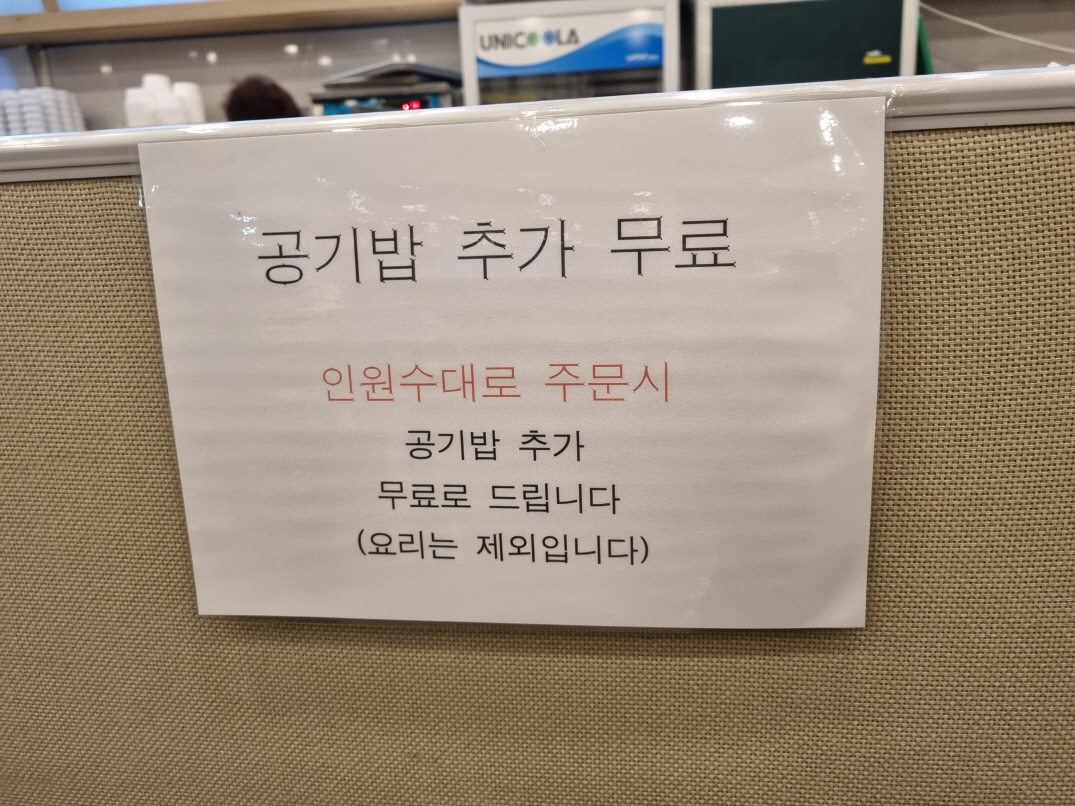 UNICOOLA
공기밥 추가 무료
인원수대로 주문시
공기밥 추가
무료로 드립니다
(요리는 제외입니다)